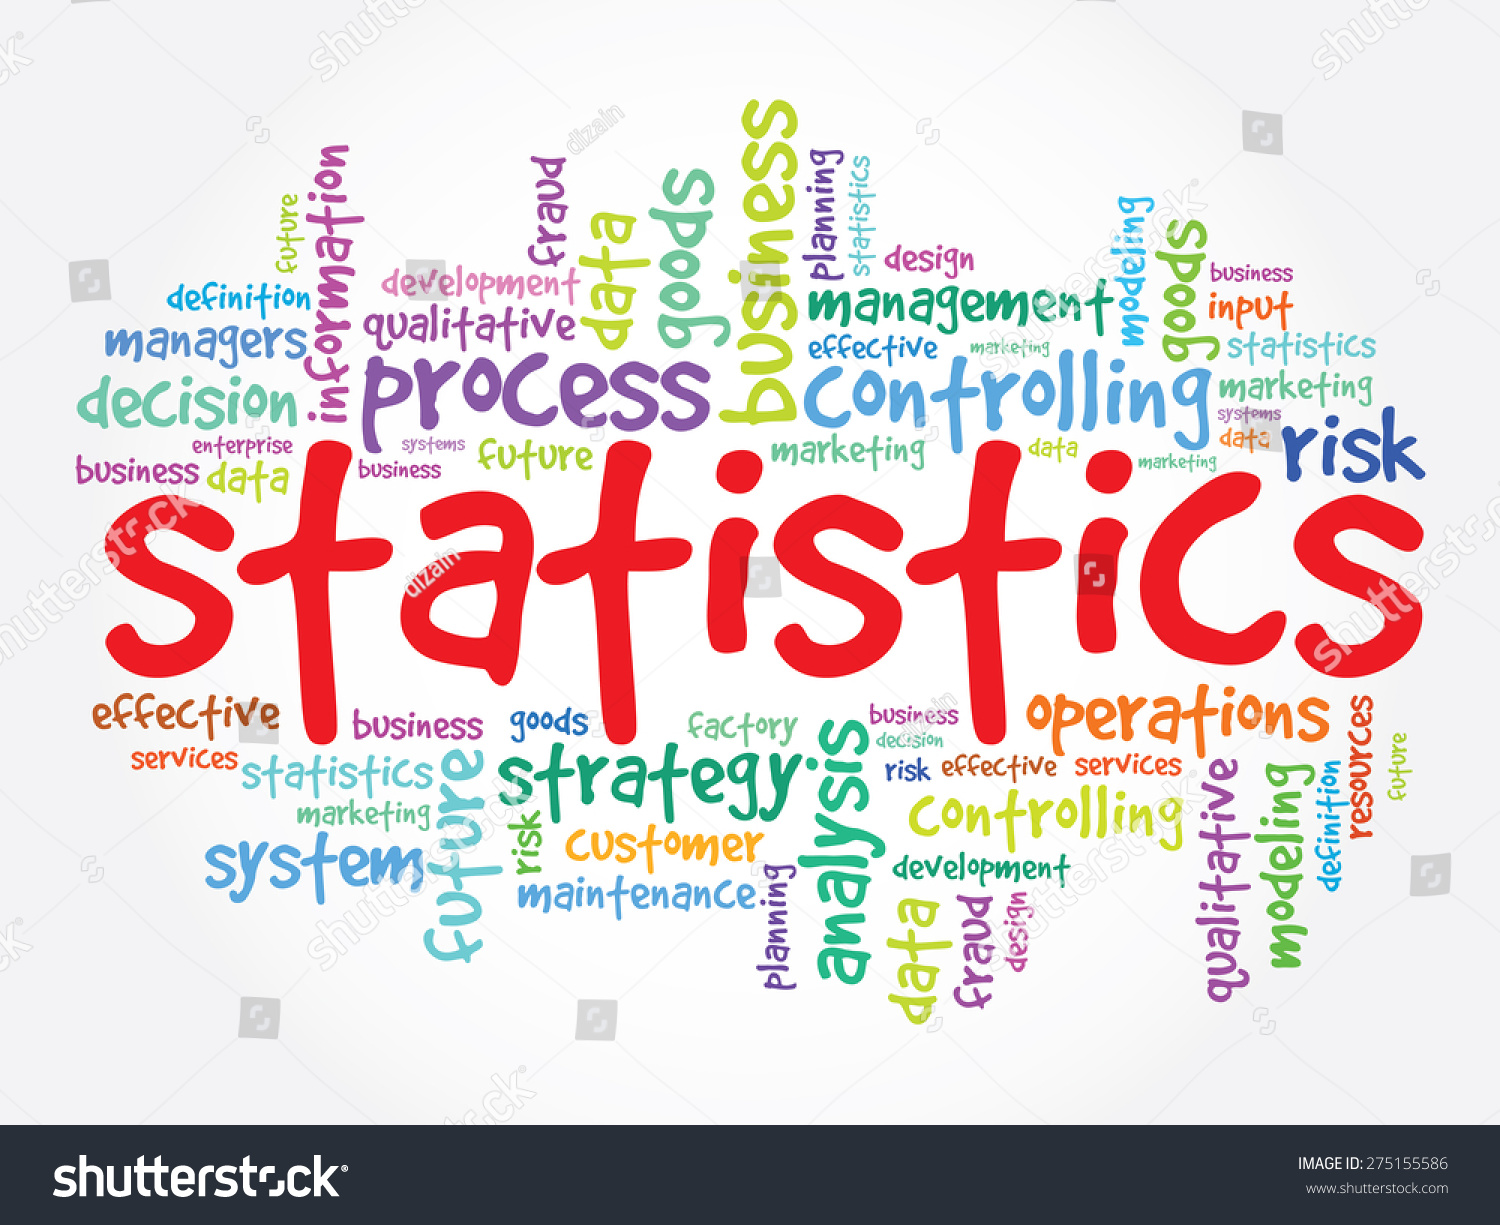 business
information
fraud
goods
planning
statistics
future
data
modeling
goods
design
business
definition
development
management
input
managers
qualitative
effective
marketing
statistics
decision
process
controlling
marketing
systems
enterprise
systems
future
marketing
data
marketing
data
risk
business
data
business
statistics
effective
business
goods
factory
business
operations
resources
services
statistics
strategy
analysis
decision
risk
effective
services
qualitative
modeling
definition
future
marketing
future
risk
customer
controlling
system
maintenance
planning
development
data
fraud
design
shutterstock
dizain
shutterstock
IMAGE ID: 275155586
www.shutterstock.com